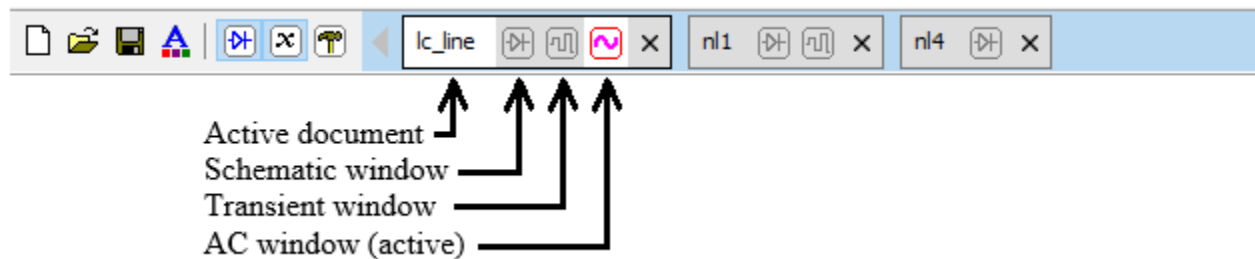 lc_line nl1 nl4
Active document
Schematic window
Transient window
AC window (active)